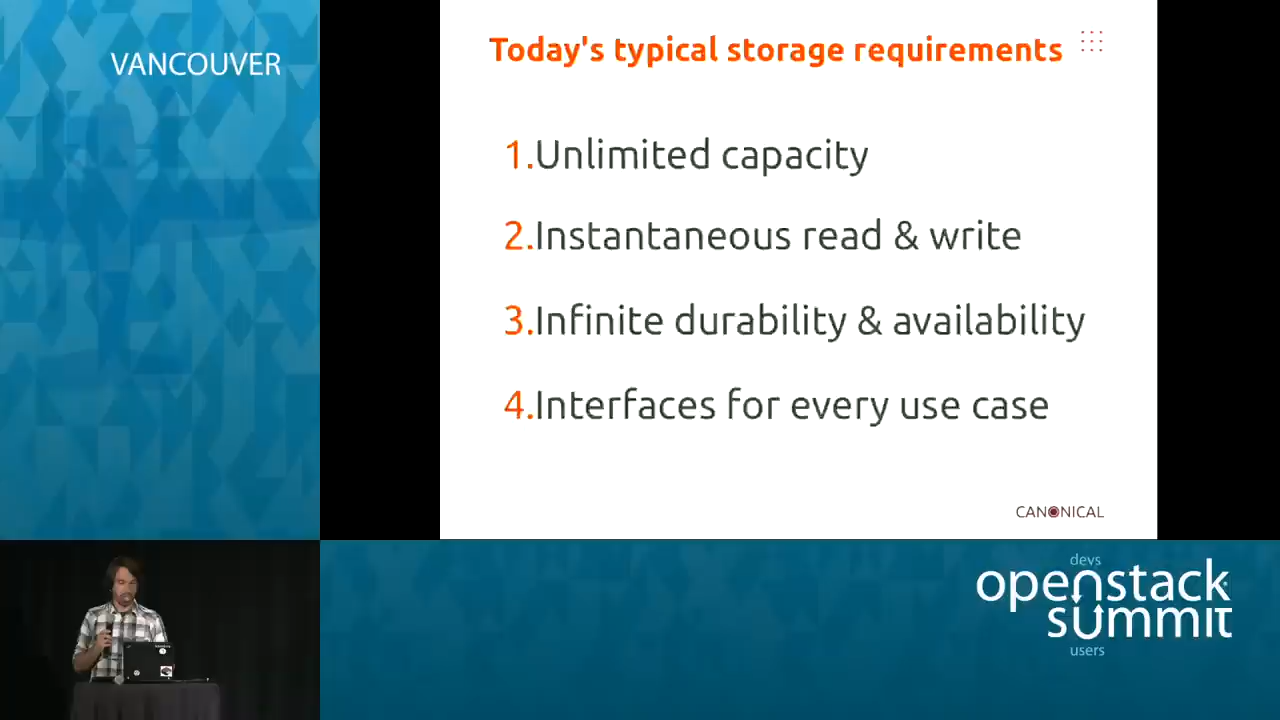 VANCOUVER
Today's typical storage requirements
1.Unlimited capacity
2.Instantaneous read & write
3.Infinite durability & availability
4.Interfaces for every use case
CANONICAL
devs
openstack
summit
users